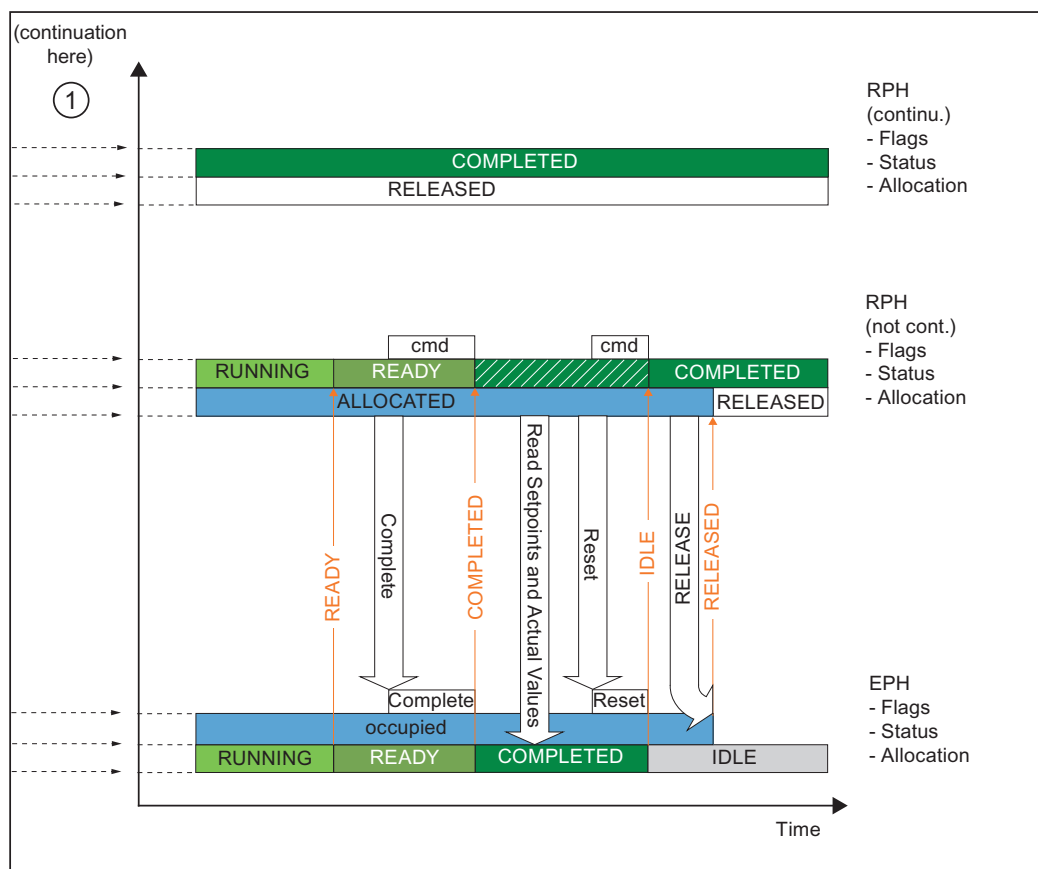 (continuation
here)
1
RPH
(continu.)
- Flags
- Status
- Allocation
COMPLETED
RELEASED
RPH
(not cont.)
- Flags
- Status
- Allocation
cmd
cmd
RUNNING
READY
COMPLETED
ALLOCATED
RELEASED
READY
Complete
COMPLETED
Read Setpoints and Actual Values
Reset
IDLE
RELEASE
RELEASED
EPH
- Flags
- Status
- Allocation
Complete
Reset
occupied
RUNNING
READY
COMPLETED
IDLE
Time